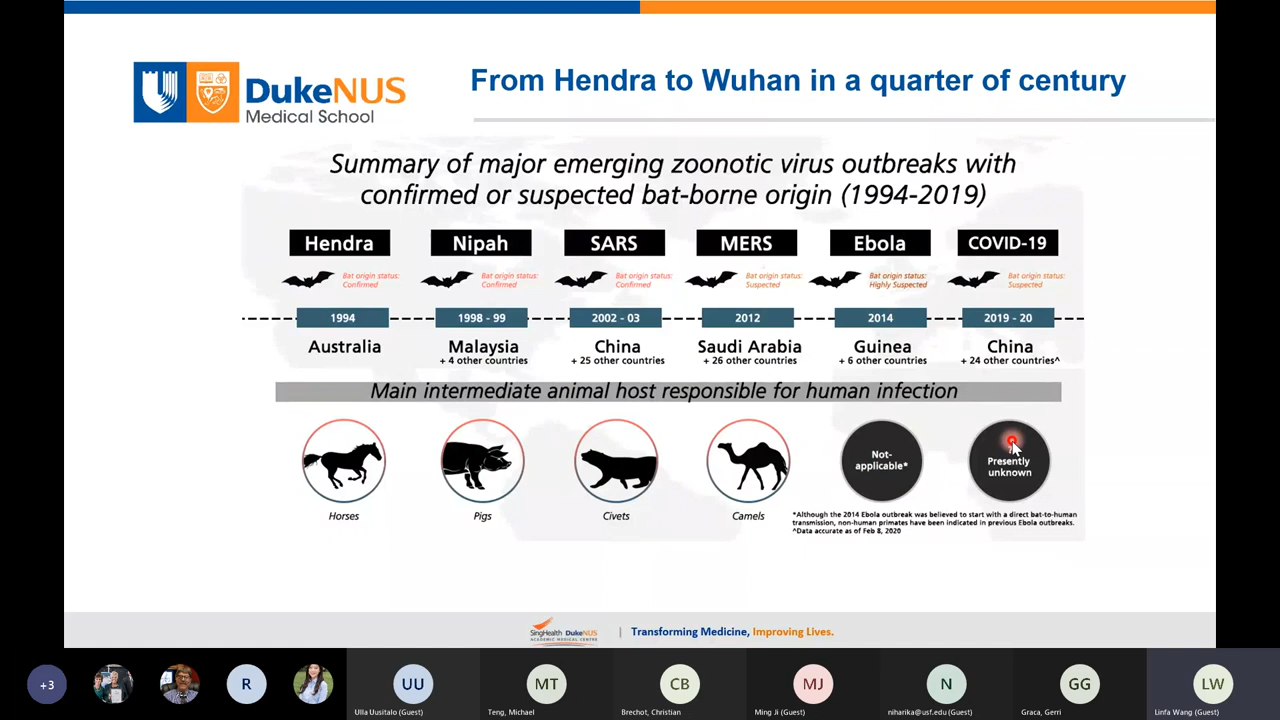 DukeNUS
Medical School
From Hendra to Wuhan in a quarter of century
Summary of major emerging zoonotic virus outbreaks with
confirmed or suspected bat-borne origin (1994-2019)
Hendra Nipah SARS MERS Ebola COVID-19
Bat origin status: Confirmed
Bat origin status: Confirmed
Bat origin status: Confirmed
Bat origin status: Suspected
Bat origin status: Highly Suspected
Bat origin status: Suspected
1994 1998 - 99 2002 - 03 2012 2014 2019 - 20
Australia Malaysia China Saudi Arabia Guinea China
+ 4 other countries + 25 other countries + 26 other countries + 6 other countries + 24 other countries^
Main intermediate animal host responsible for human infection
Not-
applicable*
Presently
unknown
Horses Pigs Civets Camels
*Although the 2014 Ebola outbreak was believed to start with a direct bat-to-human
transmission, non-human primates have been indicated in previous Ebola outbreaks.
^Data accurate as of Feb 8, 2020
SingHealth DukeNUS
ACADEMIC MEDICAL CENTRE
| Transforming Medicine, Improving Lives.
+3 R UU MT CB MJ N GG LW
Ulla Uusitalo (Guest) Teng, Michael Brechot, Christian Ming Ji (Guest) niharika@usf.edu (Guest) Graca, Gerri Linfa Wang (Guest)